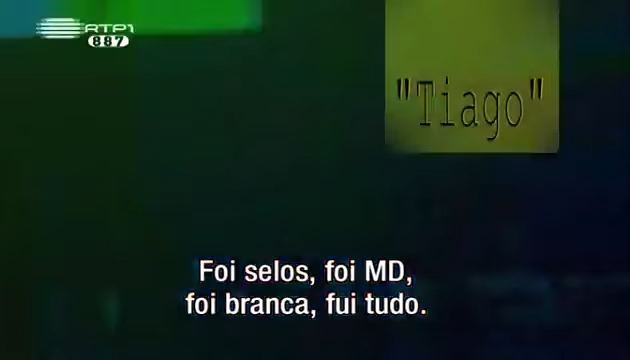 RTP1
887
"Tiago"
Foi selos, foi MD,
foi branca, fui tudo.